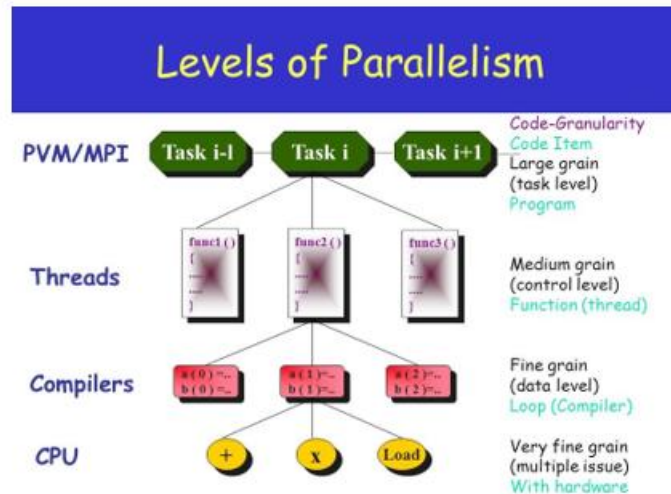 Levels of Parallelism
Code-Granularity
Code Item
PVM/MPI
Task i-l
Task i
Task i+1
Large grain
(task level)
Program
Threads
func1 ( )
{
....
....
}
func2 ( )
{
....
....
}
func3 ( )
{
....
....
}
Medium grain
(control level)
Function (thread)
Compilers
a ( 0 ) =..
b ( 0 ) =..
a ( 1 ) =..
b ( 1 ) =..
a ( 2 ) =..
b ( 2 ) =..
Fine grain
(data level)
Loop (Compiler)
CPU
+
x
Load
Very fine grain
(multiple issue)
With hardware